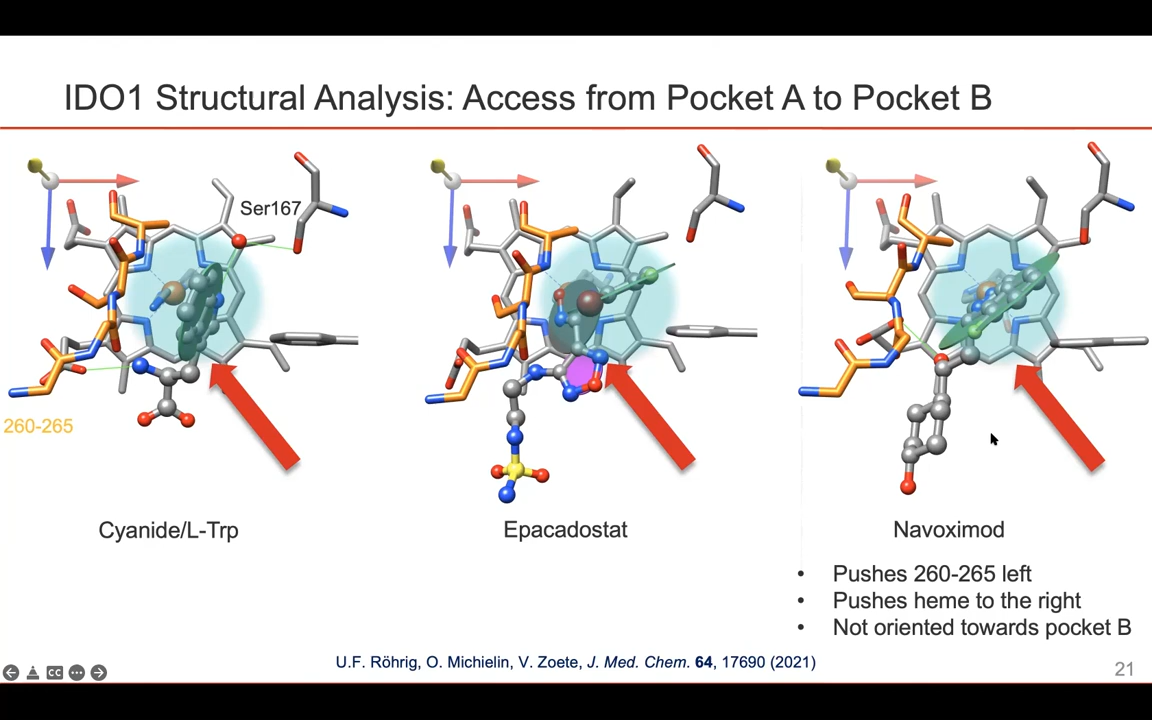 IDO1 Structural Analysis: Access from Pocket A to Pocket B
Ser167
260-265
Cyanide/L-Trp
Epacadostat
Navoximod
• Pushes 260-265 left
• Pushes heme to the right
• Not oriented towards pocket B
U.F. Röhrig, O. Michielin, V. Zoete, J. Med. Chem. 64, 17690 (2021)
21
CC